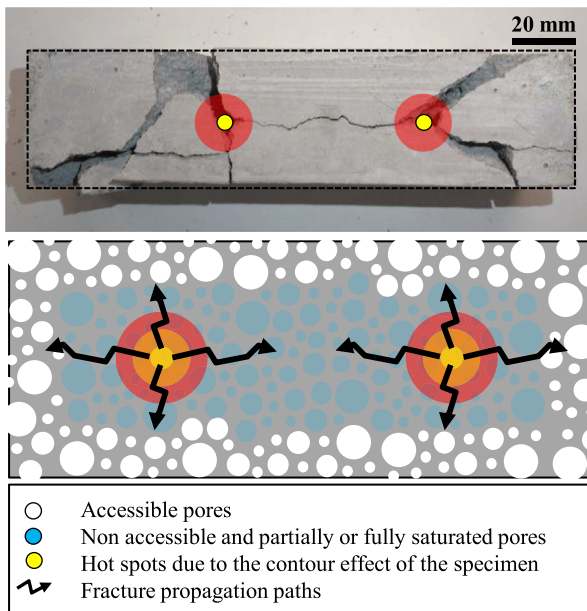 20 mm
Accessible pores
Non accessible and partially or fully saturated pores
Hot spots due to the contour effect of the specimen
Fracture propagation paths